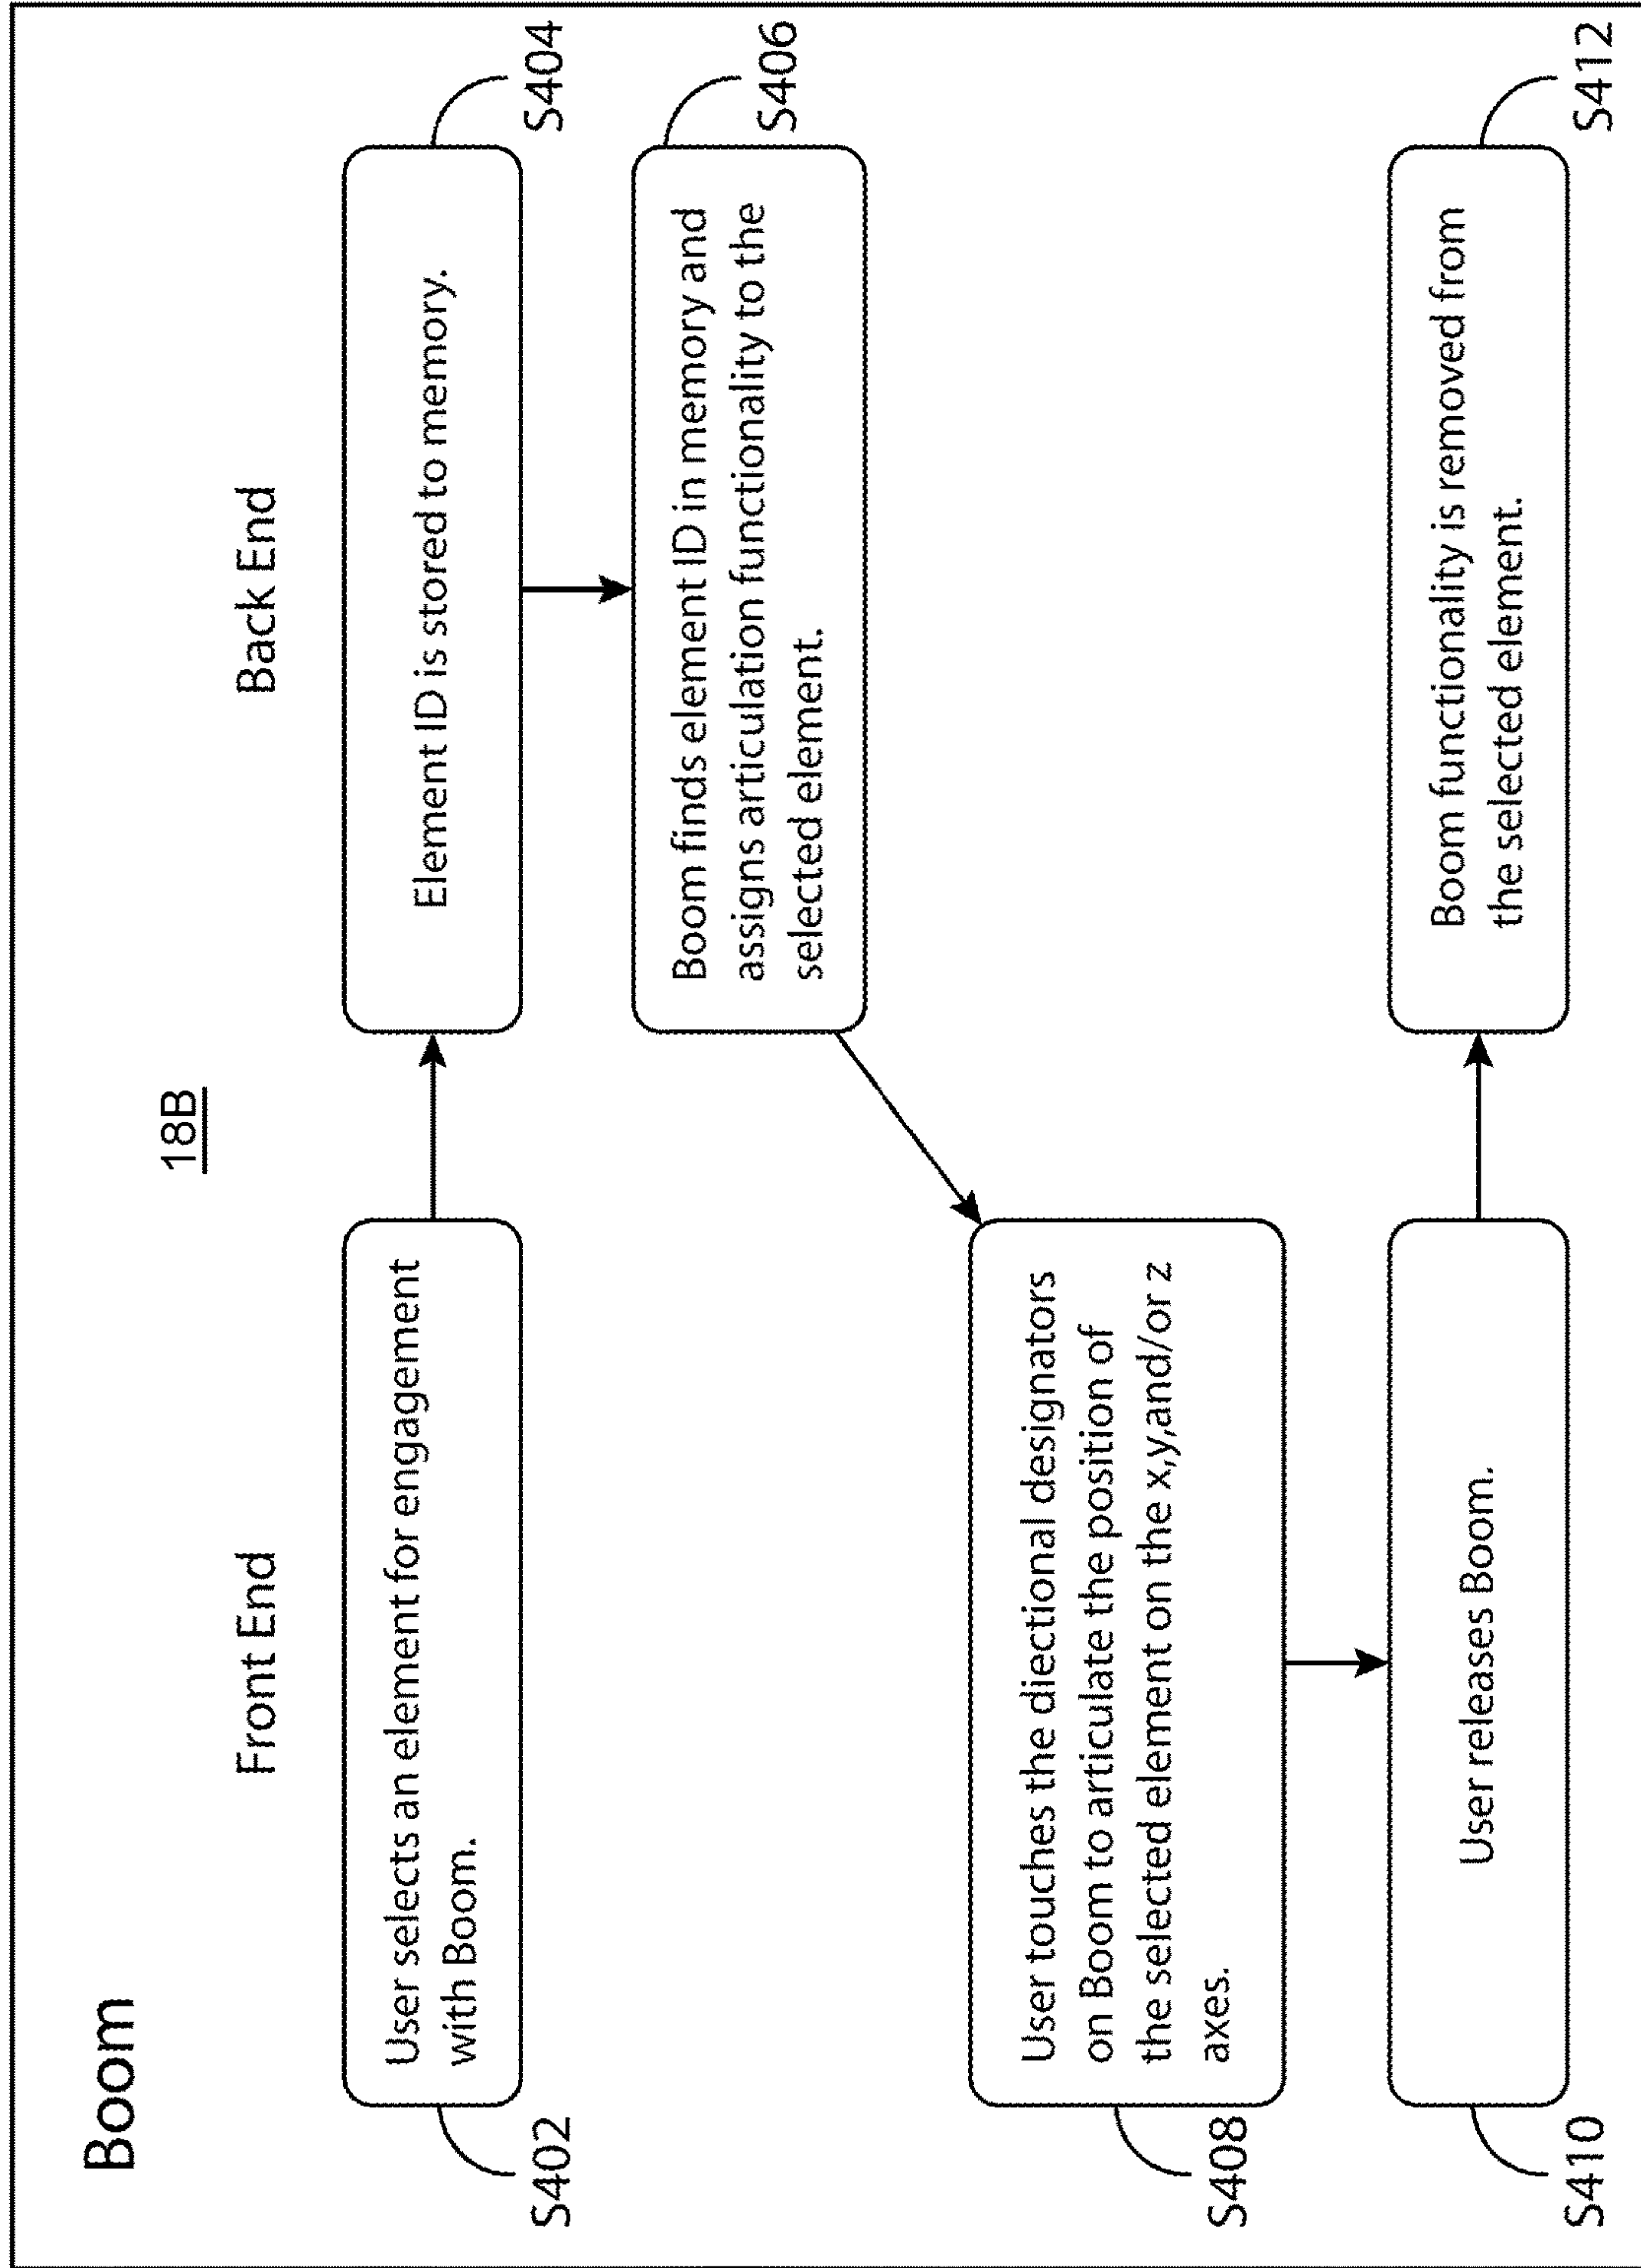 Boom
18B
Front End
Back End
User selects an element for engagement
with Boom.
S402
Element ID is stored to memory.
S404
Boom finds element ID in memory and
assigns articulation functionality to the
selected element.
S406
User touches the diectional designators
on Boom to articulate the position of
the selected element on the x,y,and/or z
axes.
S408
User releases Boom.
S410
Boom functionality is removed from
the selected element.
S412